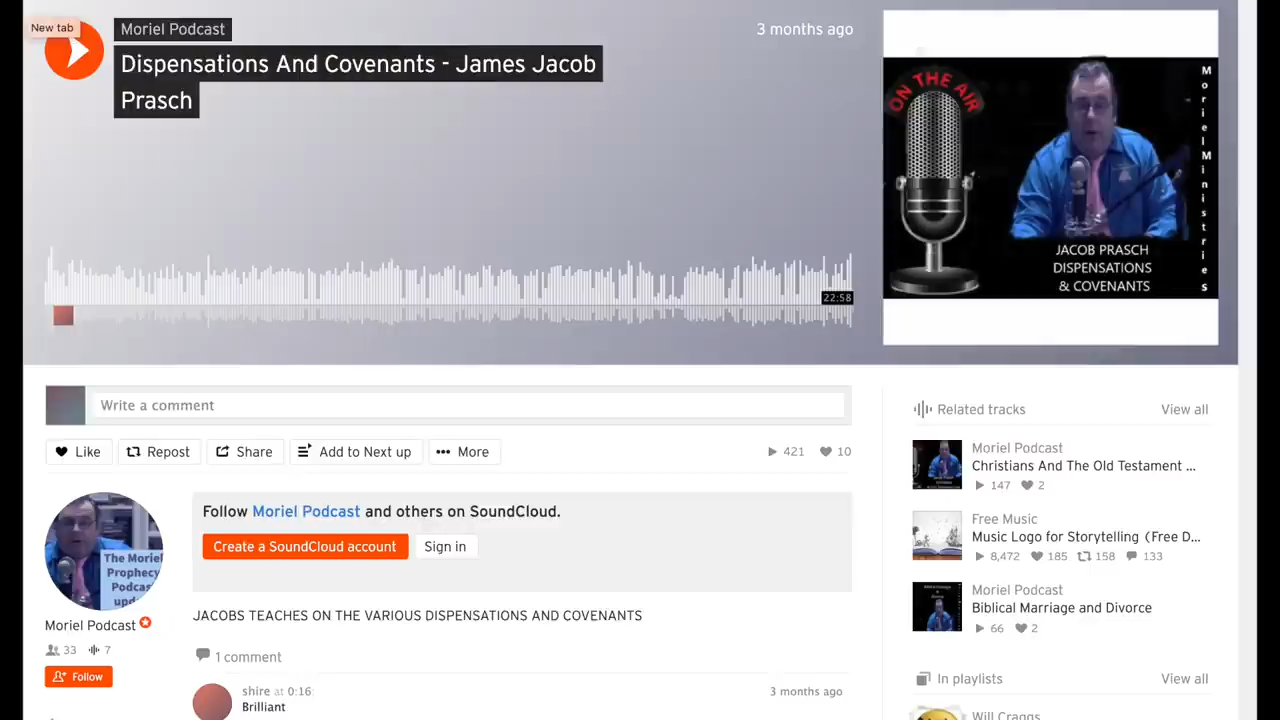 New tab
Moriel Podcast
3 months ago
Dispensations And Covenants - James Jacob
Prasch
22:58
ON THE AIR
MorielMinistries
JACOB PRASCH
DISPENSATIONS
& COVENANTS
Write a comment
Like
Repost
Share
Add to Next up
More
421
10
Follow Moriel Podcast and others on SoundCloud.
Create a SoundCloud account
Sign in
The Moriel
Prophecy
Podcas
upd
Moriel Podcast
33
7
Follow
JACOBS TEACHES ON THE VARIOUS DISPENSATIONS AND COVENANTS
1 comment
shire at 0:16:
3 months ago
Brilliant
Related tracks
View all
Moriel Podcast
Christians And The Old Testament ...
147
2
Free Music
Music Logo for Storytelling (Free D...
8,472
185
158
133
Moriel Podcast
Biblical Marriage and Divorce
66
2
In playlists
View all
Will Craggs